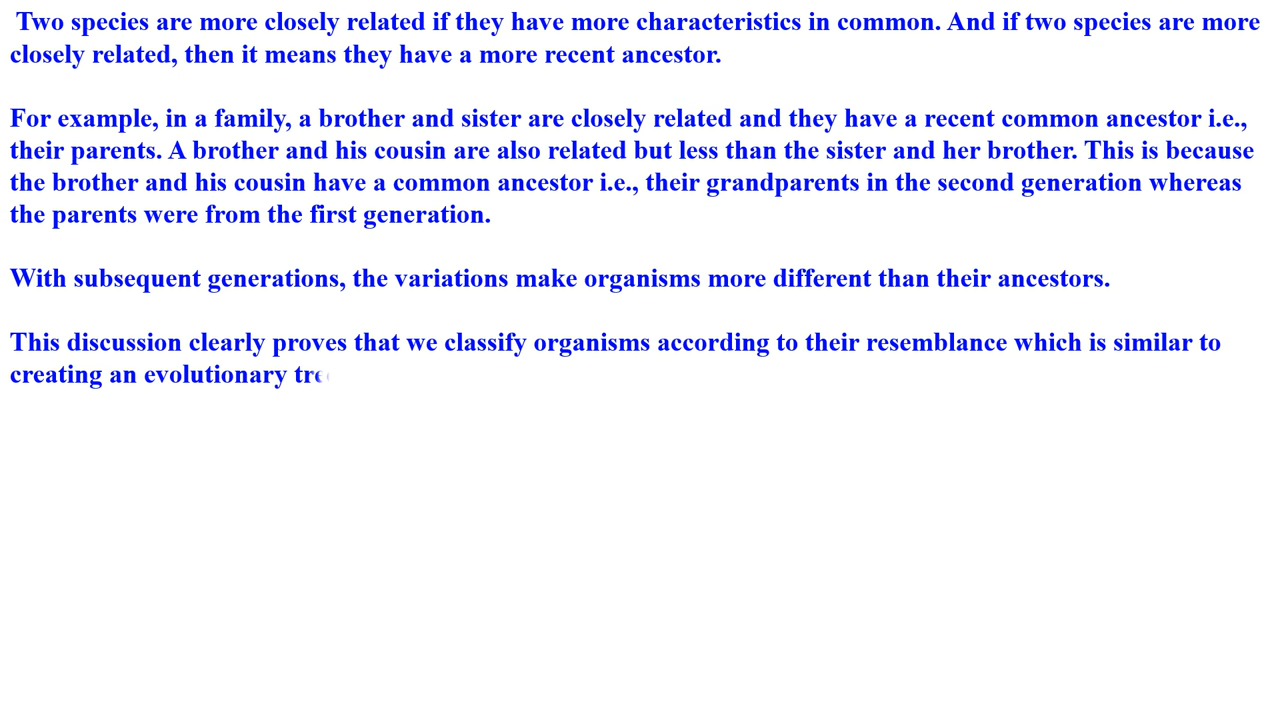 Two species are more closely related if they have more characteristics in common. And if two species are more
closely related, then it means they have a more recent ancestor.
For example, in a family, a brother and sister are closely related and they have a recent common ancestor i.e.,
their parents. A brother and his cousin are also related but less than the sister and her brother. This is because
the brother and his cousin have a common ancestor i.e., their grandparents in the second generation whereas
the parents were from the first generation.
With subsequent generations, the variations make organisms more different than their ancestors.
This discussion clearly proves that we classify organisms according to their resemblance which is similar to
creating an evolutionary